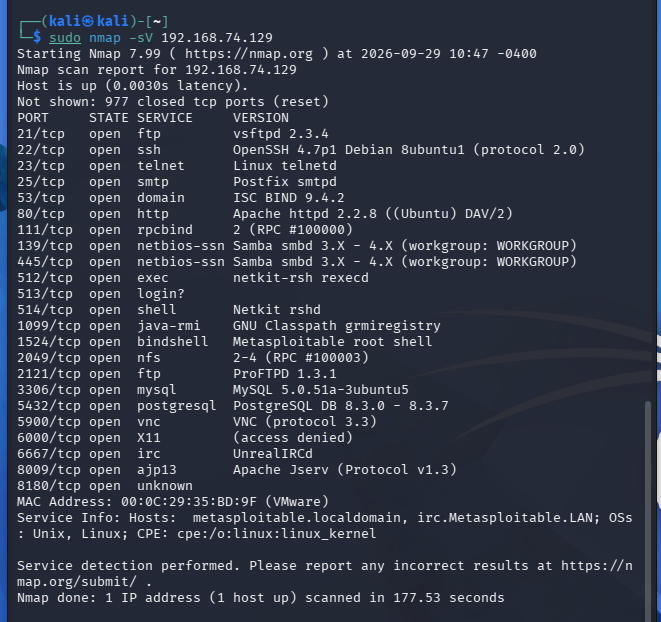 ┌──(kali㉿kali)-[~]
└─$ sudo nmap -sV 192.168.74.129
Starting Nmap 7.99 ( https://nmap.org ) at 2026-09-29 10:47 -0400
Nmap scan report for 192.168.74.129
Host is up (0.0030s latency).
Not shown: 977 closed tcp ports (reset)
PORT     STATE SERVICE     VERSION
21/tcp   open  ftp         vsftpd 2.3.4
22/tcp   open  ssh         OpenSSH 4.7p1 Debian 8ubuntu1 (protocol 2.0)
23/tcp   open  telnet      Linux telnetd
25/tcp   open  smtp        Postfix smtpd
53/tcp   open  domain      ISC BIND 9.4.2
80/tcp   open  http        Apache httpd 2.2.8 ((Ubuntu) DAV/2)
111/tcp  open  rpcbind     2 (RPC #100000)
139/tcp  open  netbios-ssn Samba smbd 3.X - 4.X (workgroup: WORKGROUP)
445/tcp  open  netbios-ssn Samba smbd 3.X - 4.X (workgroup: WORKGROUP)
512/tcp  open  exec        netkit-rsh rexecd
513/tcp  open  login?
514/tcp  open  shell       Netkit rshd
1099/tcp open  java-rmi    GNU Classpath grmiregistry
1524/tcp open  bindshell   Metasploitable root shell
2049/tcp open  nfs         2-4 (RPC #100003)
2121/tcp open  ftp         ProFTPD 1.3.1
3306/tcp open  mysql       MySQL 5.0.51a-3ubuntu5
5432/tcp open  postgresql  PostgreSQL DB 8.3.0 - 8.3.7
5900/tcp open  vnc         VNC (protocol 3.3)
6000/tcp open  X11         (access denied)
6667/tcp open  irc         UnrealIRCd
8009/tcp open  ajp13       Apache Jserv (Protocol v1.3)
8180/tcp open  unknown
MAC Address: 00:0C:29:35:BD:9F (VMware)
Service Info: Hosts:  metasploitable.localdomain, irc.Metasploitable.LAN; OSs
: Unix, Linux; CPE: cpe:/o:linux:linux_kernel
Service detection performed. Please report any incorrect results at https://n
map.org/submit/ .
Nmap done: 1 IP address (1 host up) scanned in 177.53 seconds